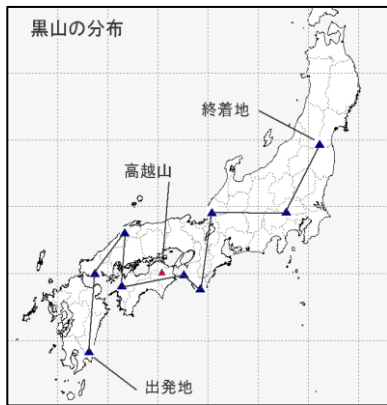 黒山の分布
終着地
高越山
出発地